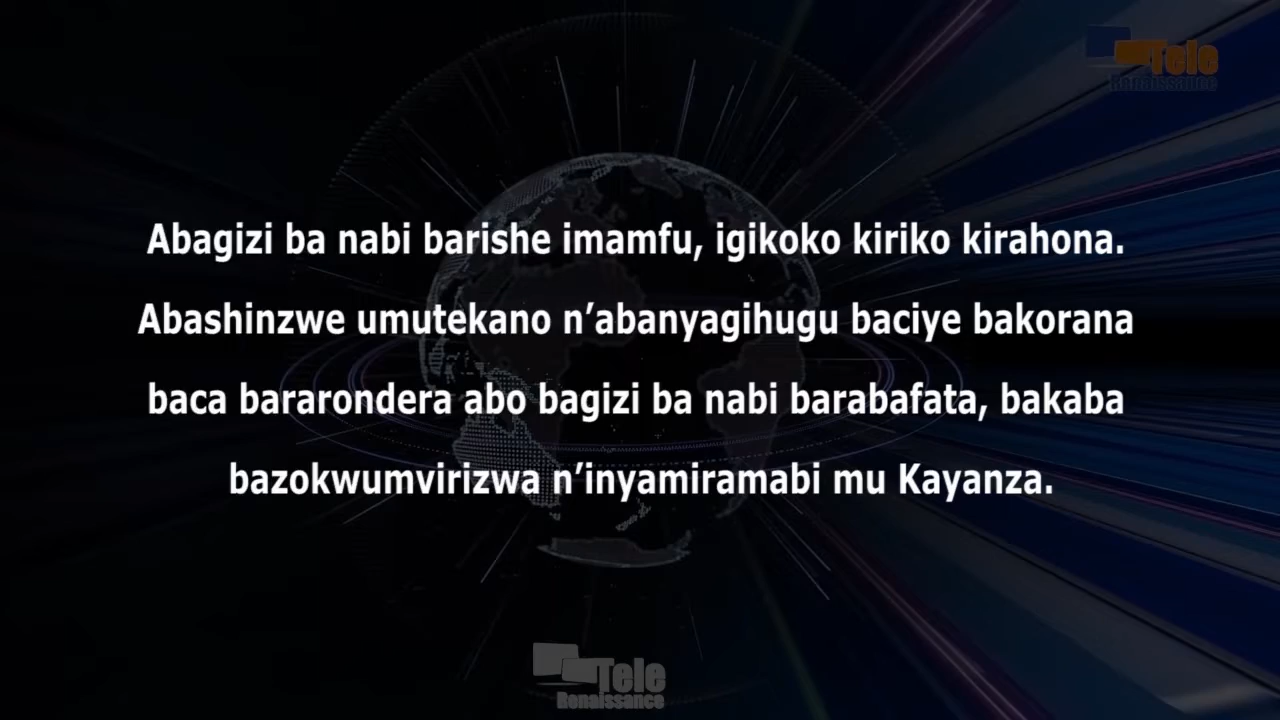 Tele
Renaissance
Abagizi ba nabi barishe imamfu, igikoko kiriko kirahona.
Abashinzwe umutekano n’abanyagihugu baciye bakorana
baca bararondera abo bagizi ba nabi barabafata, bakaba
bazokwumvirizwa n’inyamiramabi mu Kayanza.
Tele
Renaissance